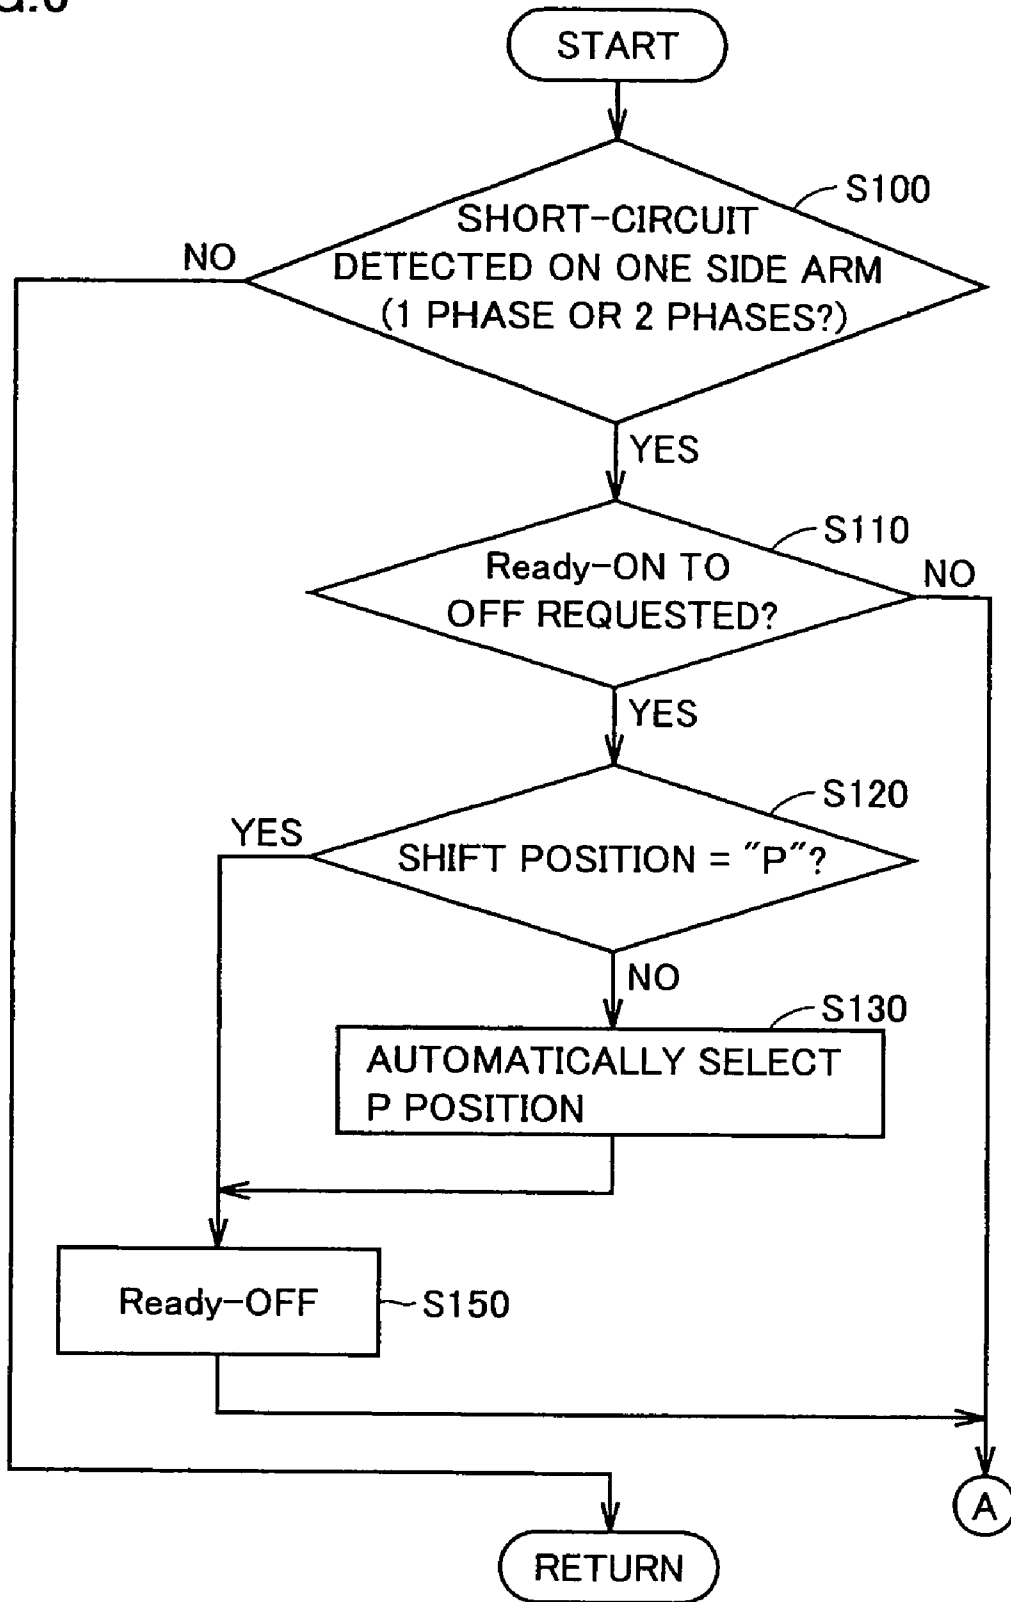 START
S100
SHORT-CIRCUIT
DETECTED ON ONE SIDE ARM
(1 PHASE OR 2 PHASES?)
NO
YES
S110
Ready-ON TO
OFF REQUESTED?
NO
YES
S120
YES
SHIFT POSITION = "P"?
NO
S130
AUTOMATICALLY SELECT
P POSITION
Ready-OFF
S150
A
RETURN